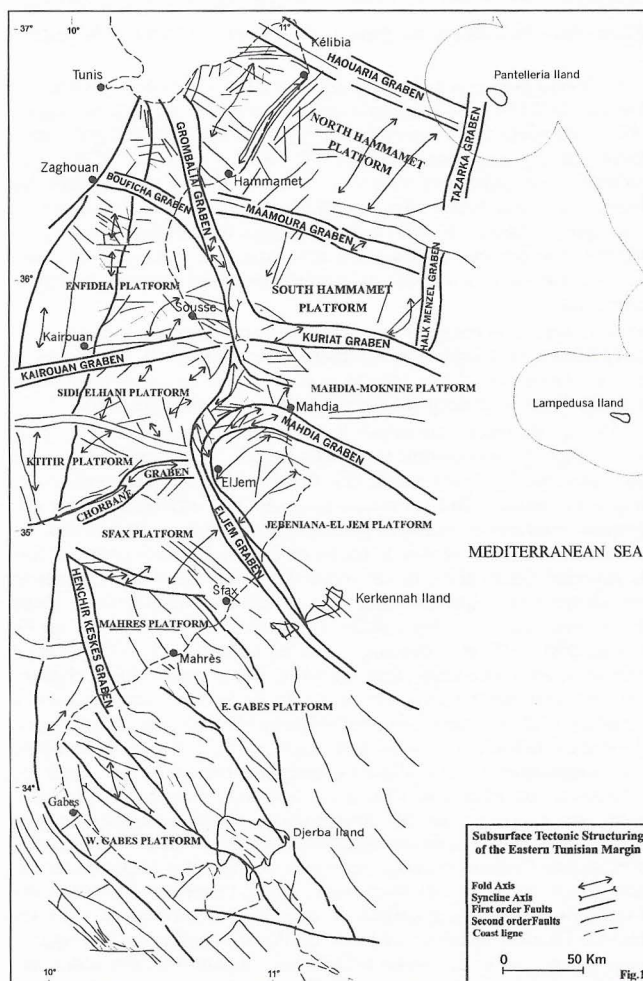 10°
11°
37°
Kélibia
HAOUARIA GRABEN
Tunis
Pantelleria Iland
NORTH HAMMAMET
PLATFORM
TAZARKA GRABEN
GROMBALIA GRABEN
Zaghouan
Hammamet
BOUFICHA GRABEN
MAAMOURA GRABEN
36°
ENFIDHA PLATFORM
SOUTH HAMMAMET
PLATFORM
HALK MENZEL GRABEN
Sousse
Kairouan
KURIAT GRABEN
KAIROUAN GRABEN
SIDI ELHANI PLATFORM
MAHDIA-MOKNINE PLATFORM
Mahdia
Lampedusa Iland
MAHDIA GRABEN
KTITIR PLATFORM
GRABEN
ElJem
CHORBANE
35°
SFAX PLATFORM
JEBENIANA-EL JEM PLATFORM
ELJEM GRABEN
MEDITERRANEAN SEA
HENCHIR KESKES GRABEN
Sfax
Kerkennah Iland
MAHRES PLATFORM
Mahrès
E. GABES PLATFORM
34°
Gabes
W. GABES PLATFORM
Djerba Iland
Subsurface Tectonic Structuring
of the Eastern Tunisian Margin
Fold Axis
Syncline Axis
First order Faults
Second orderFaults
Coast ligne
0 50 Km
Fig.1
10°
11°